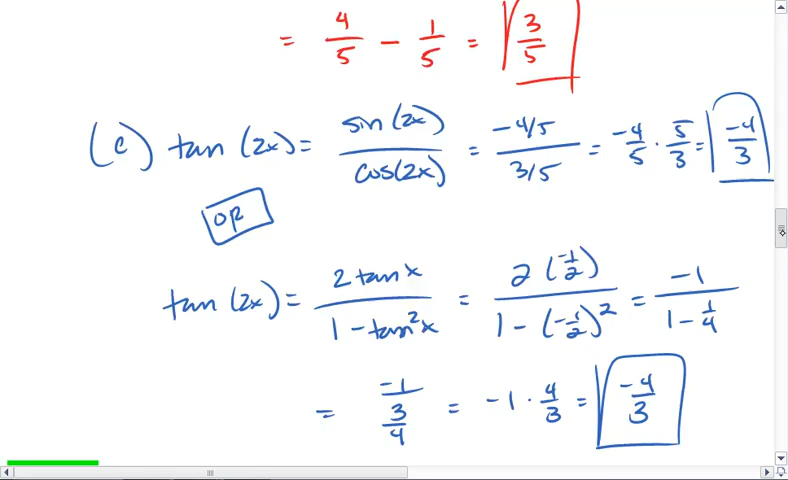 = 4/5 - 1/5 = 3/5
(c) tan(2x) = sin(2x)/cos(2x) = -4/5 / 3/5 = -4/5 · 5/3 = -4/3
or
tan(2x) = 2tanx / 1-tan²x = 2(-1/2) / 1-(-1/2)² = -1 / 1-1/4
= -1 / 3/4 = -1 · 4/3 = -4/3